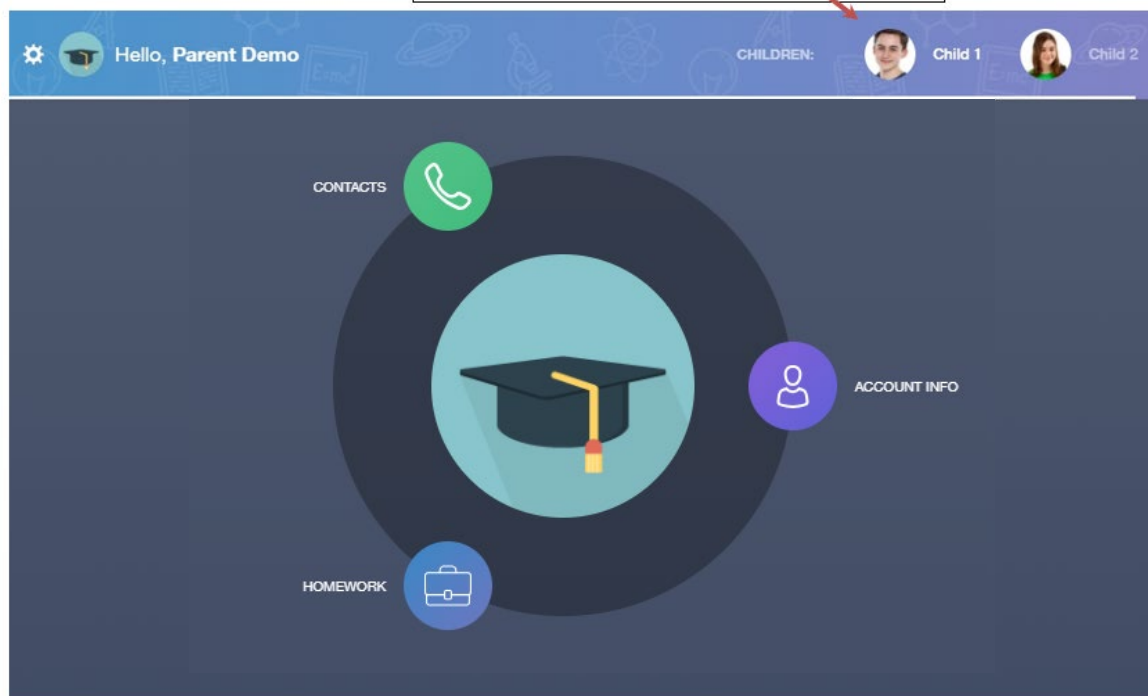 Hello, Parent Demo
CHILDREN:
Child 1
Child 2
CONTACTS
ACCOUNT INFO
HOMEWORK